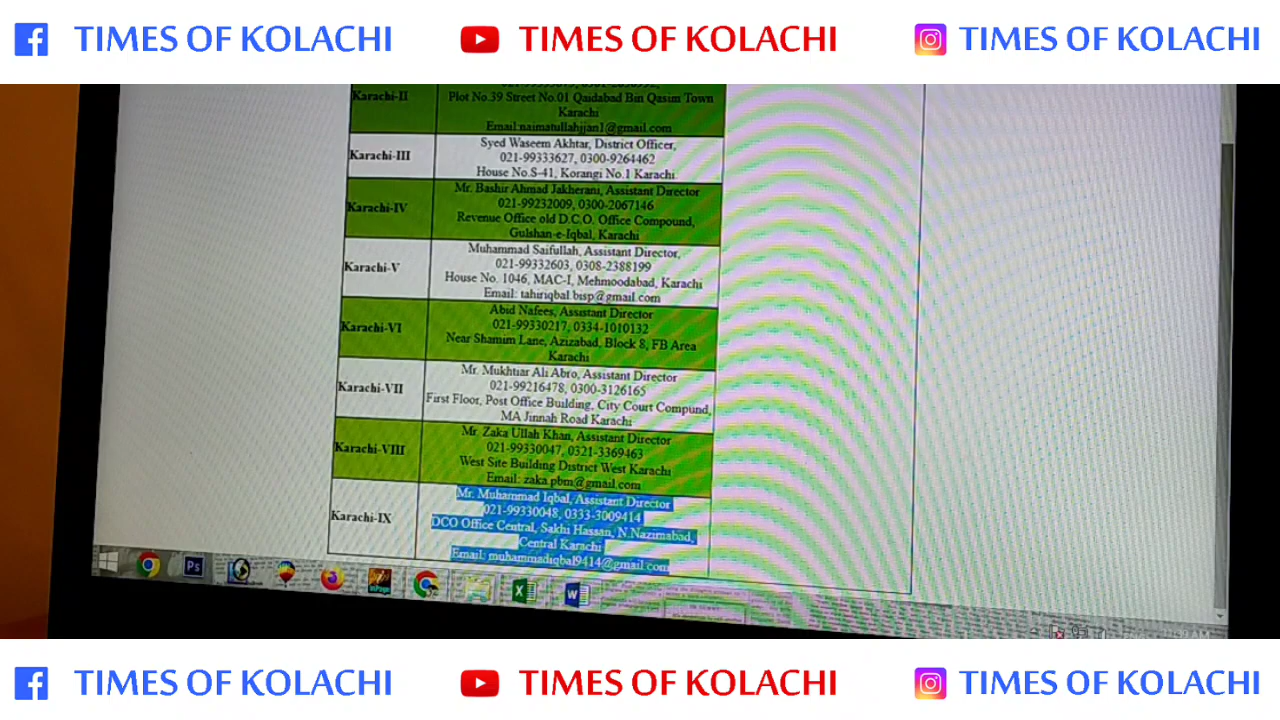 TIMES OF KOLACHI TIMES OF KOLACHI TIMES OF KOLACHI
Karachi-II
Plot No.39 Street No.01 Qaidabad Bin Qasim Town
Karachi
Email:naimatullahjjan1@gmail.com
Karachi-III
Syed Waseem Akhtar, District Officer,
021-99333627, 0300-9264462
House No.S-41, Korangi No.1 Karachi.
Karachi-IV
Mr. Bashir Ahmad Jakherani, Assistant Director
021-99232009, 0300-2067146
Revenue Office old D.C.O. Office Compound,
Gulshan-e-Iqbal, Karachi
Karachi-V
Muhammad Saifullah, Assistant Director,
021-99332603, 0308-2388199
House No. 1046, MAC-I, Mehmoodabad, Karachi
Email: tahiriqbal.bisp@gmail.com
Karachi-VI
Abid Nafees, Assistant Director
021-99330217, 0334-1010132
Near Shamim Lane, Azizabad, Block 8, FB Area
Karachi
Karachi-VII
Mr. Mukhtiar Ali Abro, Assistant Director
021-99216478, 0300-3126165
First Floor, Post Office Building, City Court Compund,
MA Jinnah Road Karachi
Karachi-VIII
Mr. Zaka Ullah Khan, Assistant Director
021-99330047, 0321-3369463
West Site Building District West Karachi
Email: zaka.pbm@gmail.com
Karachi-IX
Mr. Muhammad Iqbal, Assistant Director
021-99330048, 0333-3009414
DCO Office Central, Sakhi Hassan, N.Nazimabad,
Central Karachi
Email: muhammadiqbal9414@gmail.com
TIMES OF KOLACHI TIMES OF KOLACHI TIMES OF KOLACHI